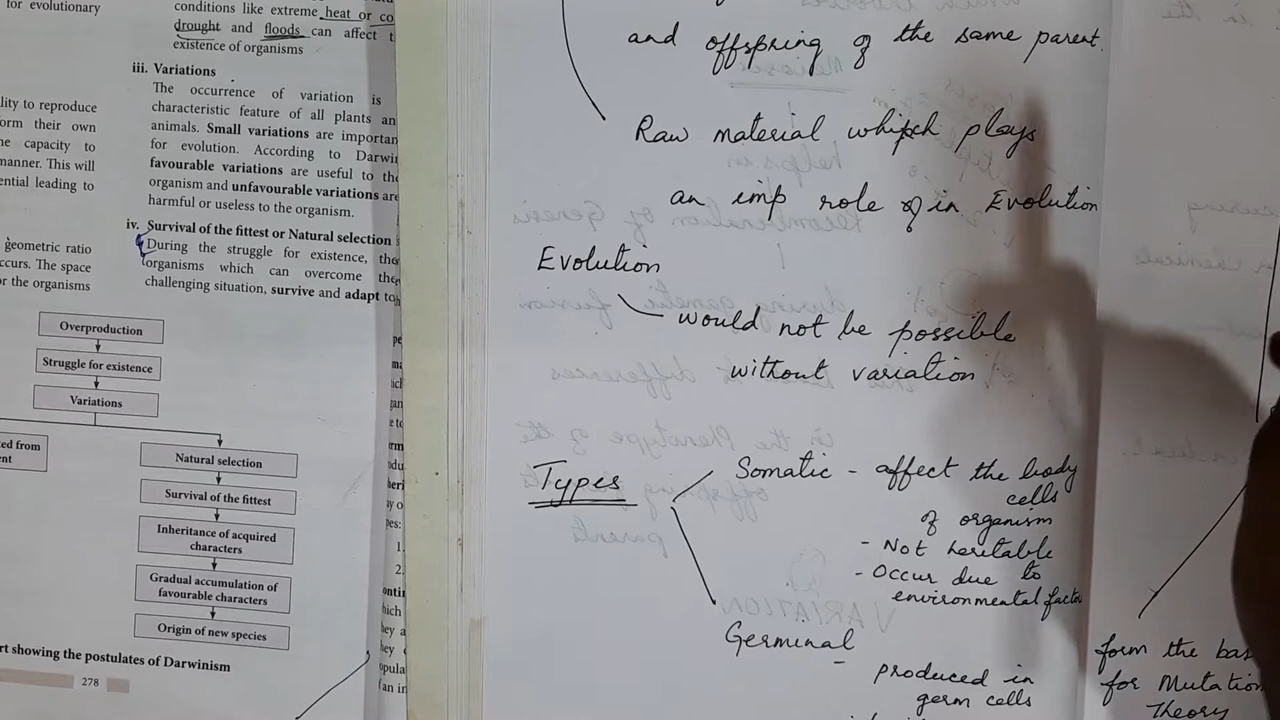 for evolutionary
lity to reproduce
orm their own
ne capacity to
manner. This will
ential leading to
geometric ratio
ccurs. The space
or the organisms
conditions like extreme heat or co
drought and floods can affect t
existence of organisms
iii. Variations
The occurrence of variation is
characteristic feature of all plants an
animals. Small variations are importan
for evolution. According to Darwi
favourable variations are useful to the
organism and unfavourable variations are
harmful or useless to the organism.
iv. Survival of the fittest or Natural selection
During the struggle for existence, the
organisms which can overcome the
challenging situation, survive and adapt to
Overproduction
Struggle for existence
Variations
ed from
nt
Natural selection
Survival of the fittest
Inheritance of acquired
characters
Gradual accumulation of
favourable characters
Origin of new species
rt showing the postulates of Darwinism
278
and offspring of the same parent.
Raw material which plays
an imp role of in Evolution
Evolution
would not be possible
without variation
Types
Somatic - affect the body
cells
of organism
- Not heritable
- Occur due to
environmental factor
Germinal
- produced in
germ cells
form the bas
for Mutation
Theory